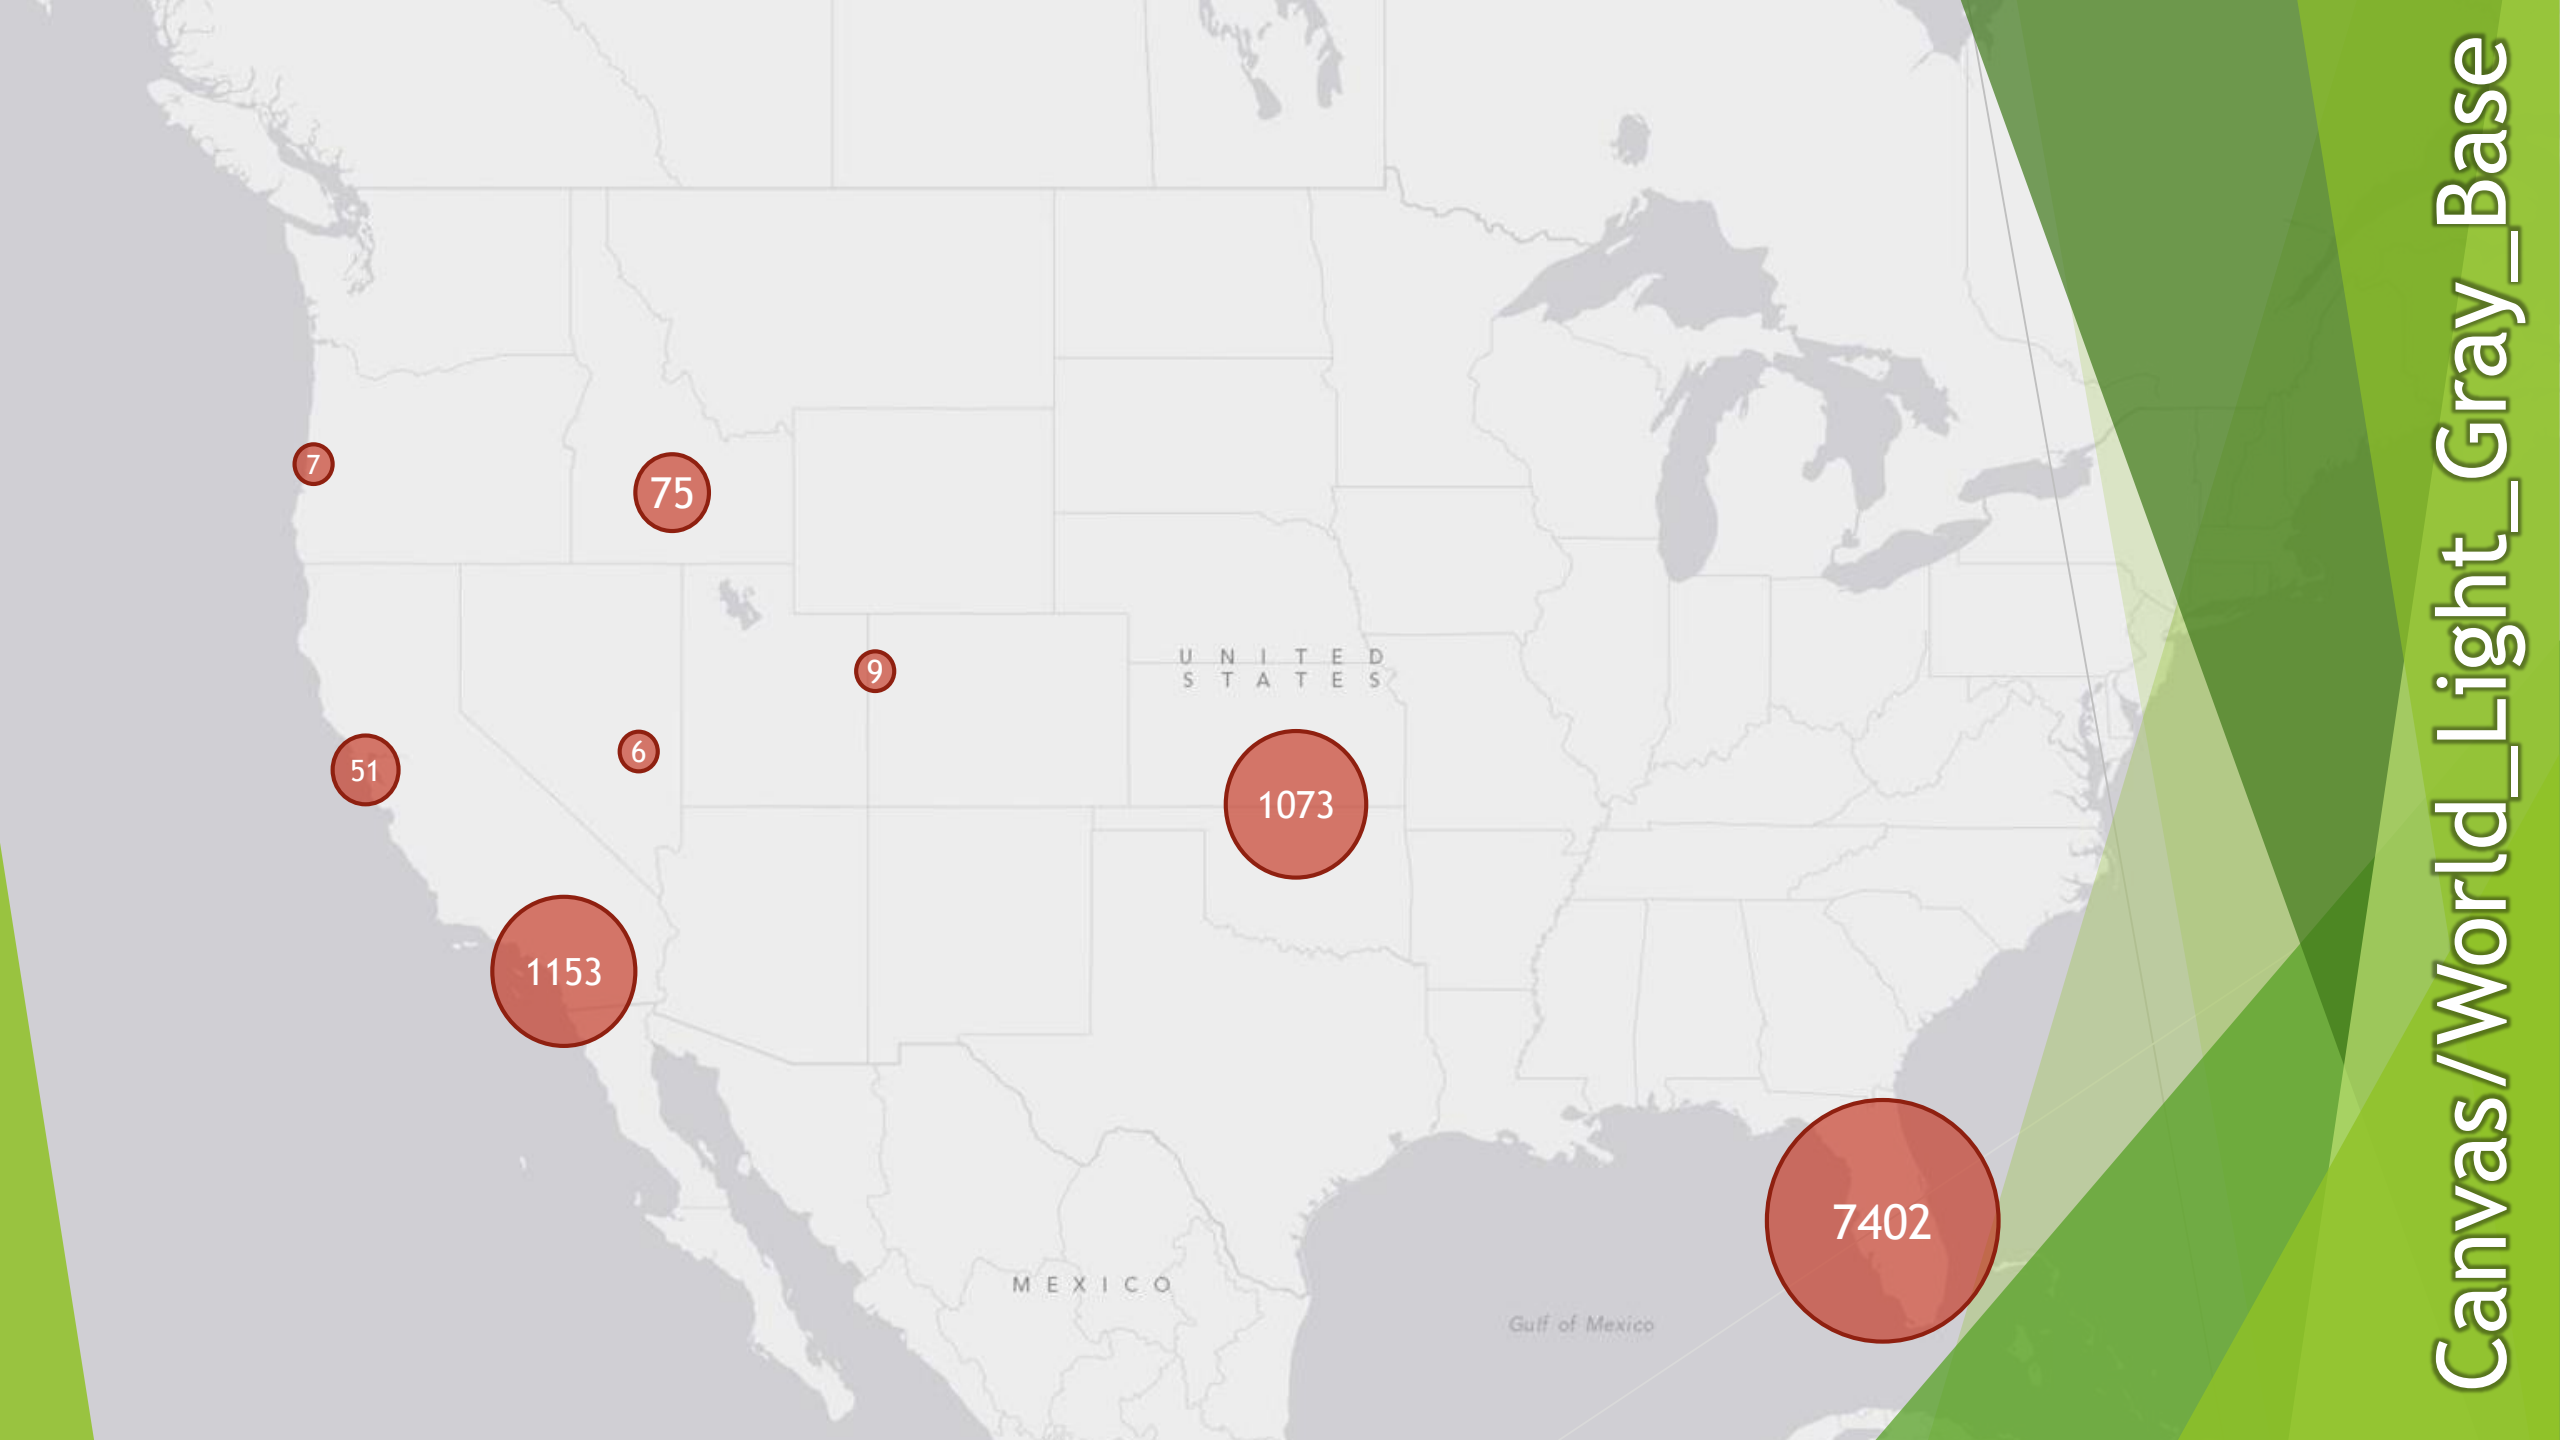 7
75
9
UNITED
STATES
6
51
1073
1153
7402
MEXICO
Gulf of Mexico
Canvas/World_Light_Gray_Base